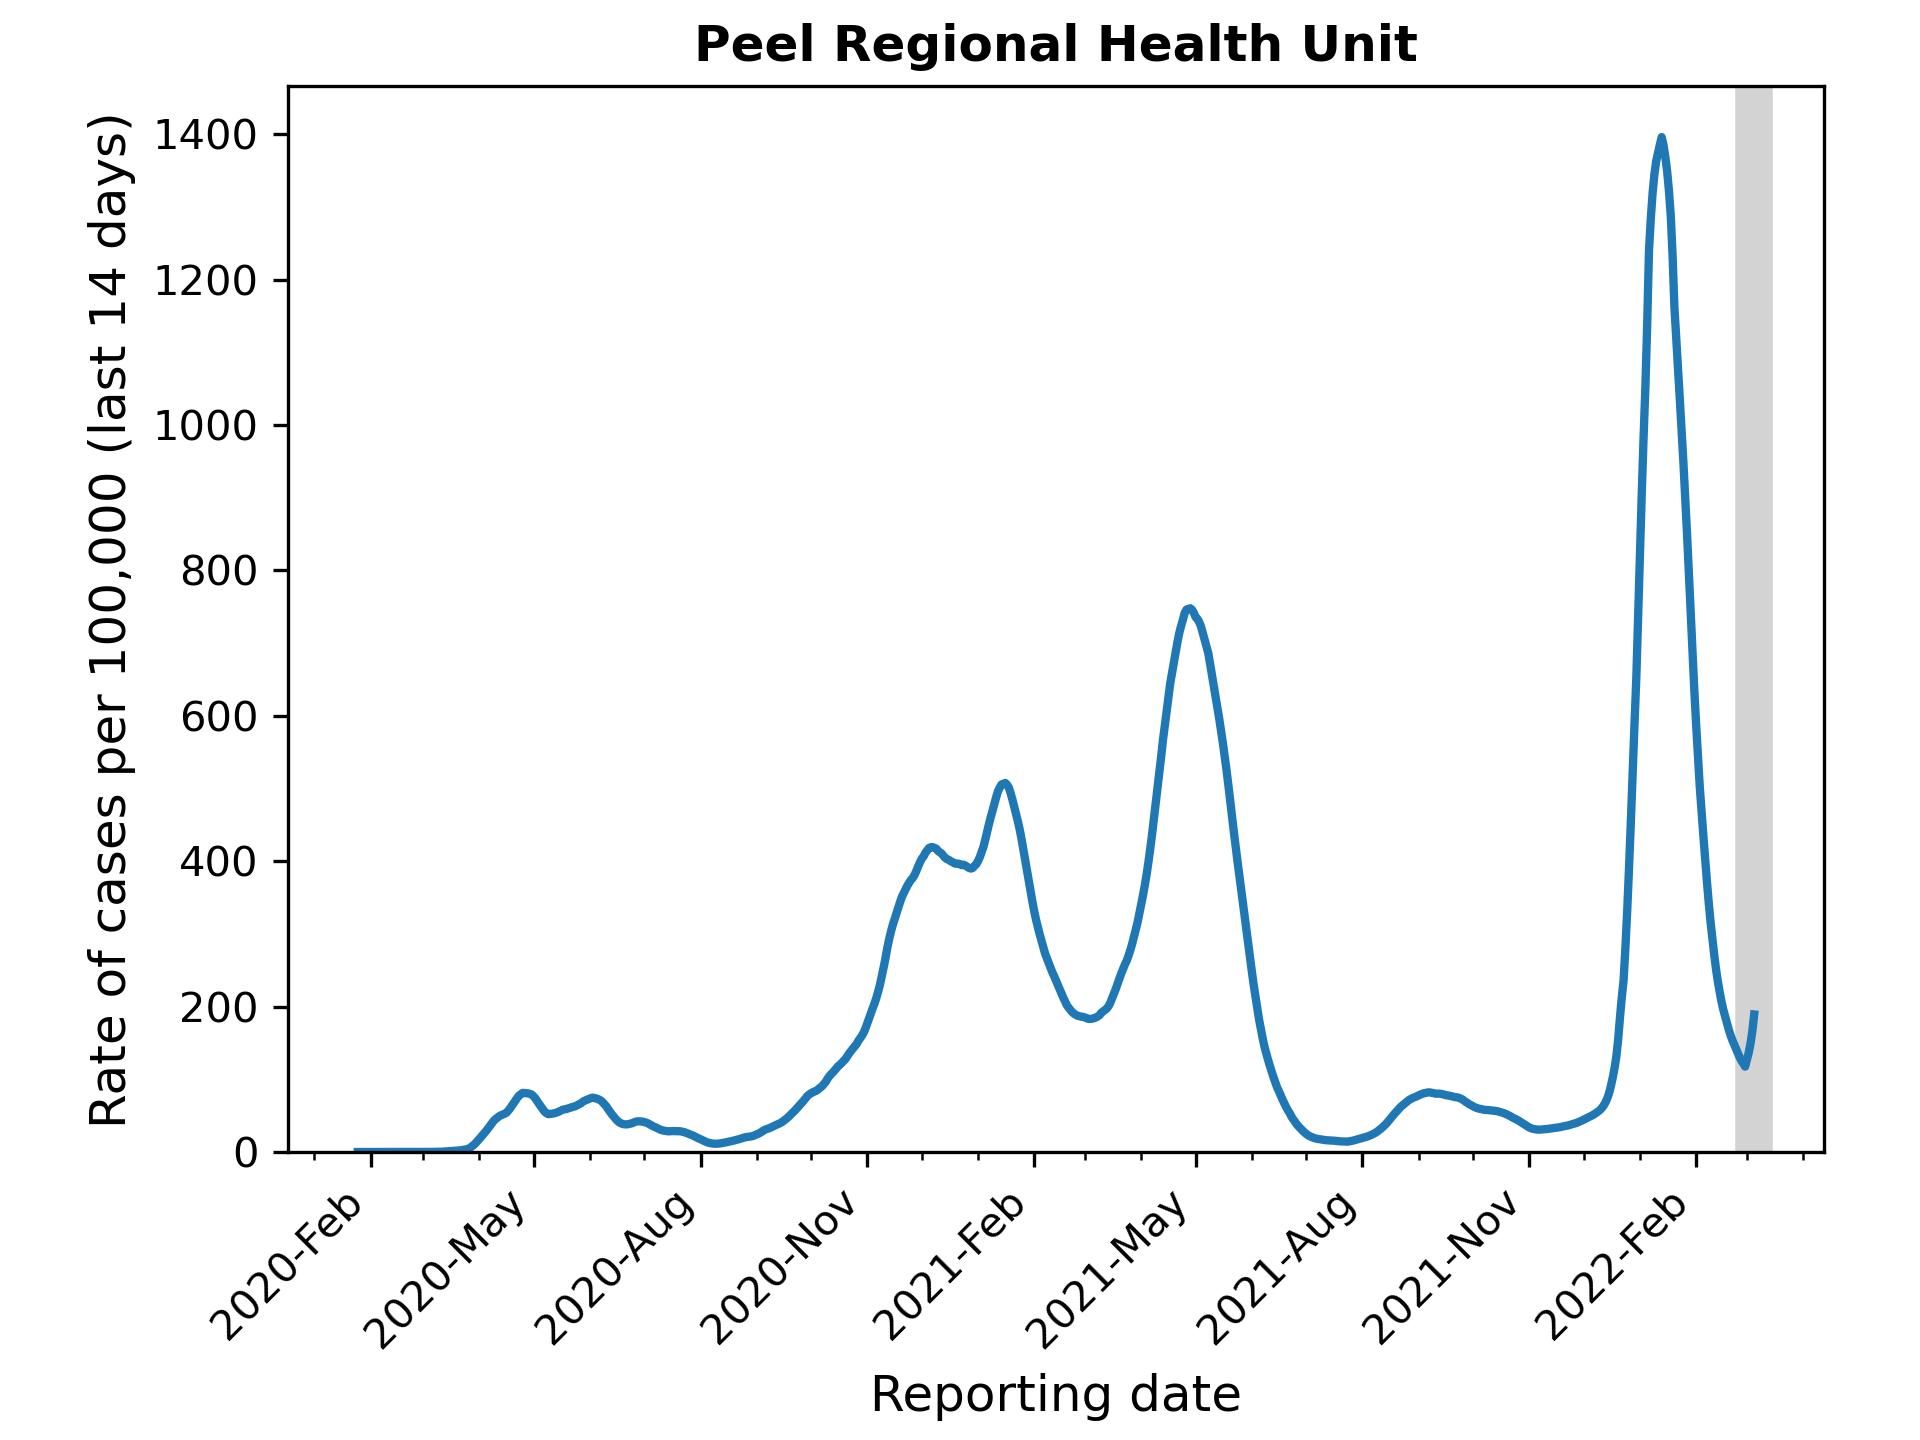 Peel Regional Health Unit
Rate of cases per 100,000 (last 14 days)
1400
1200
1000
800
600
400
200
0
2020-Feb
2020-May
2020-Aug
2020-Nov
2021-Feb
2021-May
2021-Aug
2021-Nov
2022-Feb
Reporting date